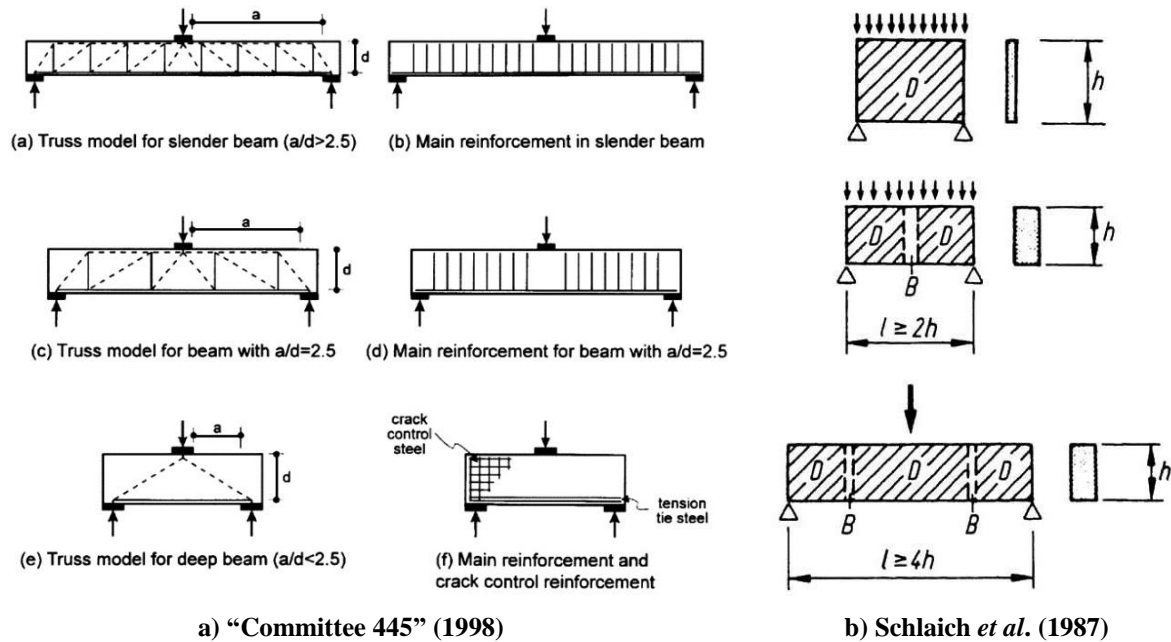 a
d
(a) Truss model for slender beam (a/d>2.5)
(b) Main reinforcement in slender beam
a
d
(c) Truss model for beam with a/d=2.5
(d) Main reinforcement for beam with a/d=2.5
a
d
(e) Truss model for deep beam (a/d<2.5)
crack
control
steel
tension
tie steel
(f) Main reinforcement and
crack control reinforcement
a) “Committee 445” (1998)
D
h
D
D
B
h
l ≥ 2h
D
D
D
B
B
h
l ≥ 4h
b) Schlaich et al. (1987)